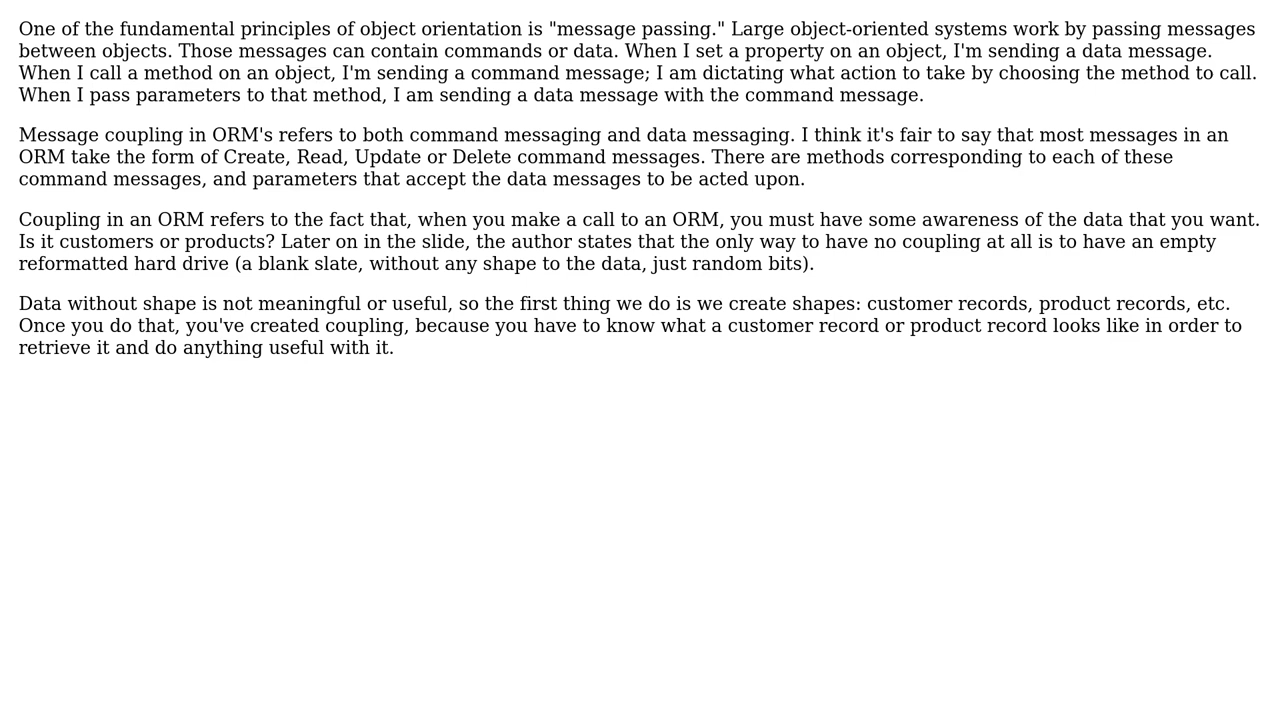 One of the fundamental principles of object orientation is "message passing." Large object-oriented systems work by passing messages
between objects. Those messages can contain commands or data. When I set a property on an object, I'm sending a data message.
When I call a method on an object, I'm sending a command message; I am dictating what action to take by choosing the method to call.
When I pass parameters to that method, I am sending a data message with the command message.
Message coupling in ORM's refers to both command messaging and data messaging. I think it's fair to say that most messages in an
ORM take the form of Create, Read, Update or Delete command messages. There are methods corresponding to each of these
command messages, and parameters that accept the data messages to be acted upon.
Coupling in an ORM refers to the fact that, when you make a call to an ORM, you must have some awareness of the data that you want.
Is it customers or products? Later on in the slide, the author states that the only way to have no coupling at all is to have an empty
reformatted hard drive (a blank slate, without any shape to the data, just random bits).
Data without shape is not meaningful or useful, so the first thing we do is we create shapes: customer records, product records, etc.
Once you do that, you've created coupling, because you have to know what a customer record or product record looks like in order to
retrieve it and do anything useful with it.